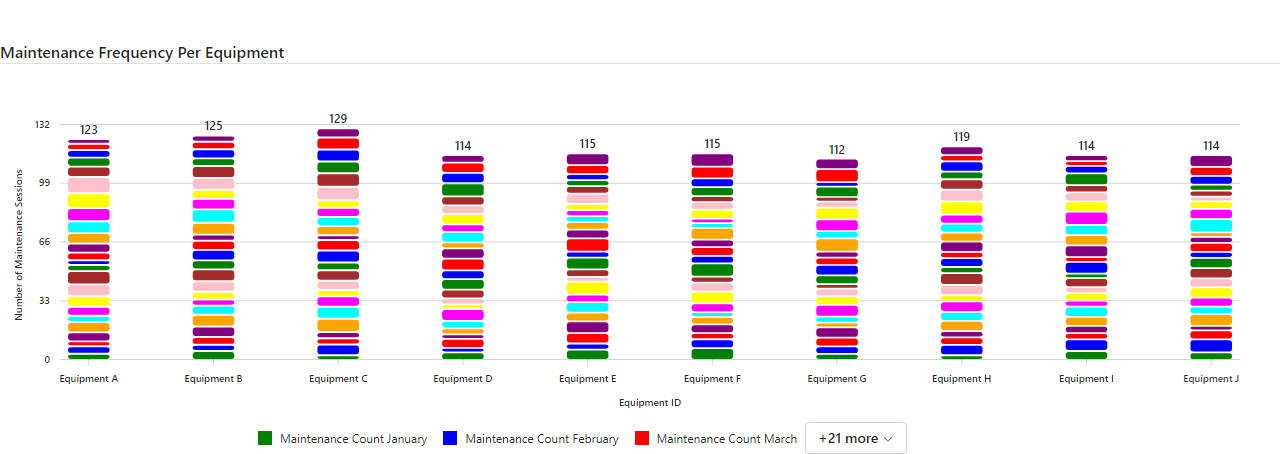 Maintenance Frequency Per Equipment
132
99
66
33
0
Number of Maintenance Sessions
123
125
129
114
115
115
112
119
114
114
Equipment A
Equipment B
Equipment C
Equipment D
Equipment E
Equipment F
Equipment G
Equipment H
Equipment I
Equipment J
Equipment ID
Maintenance Count January
Maintenance Count February
Maintenance Count March
+21 more